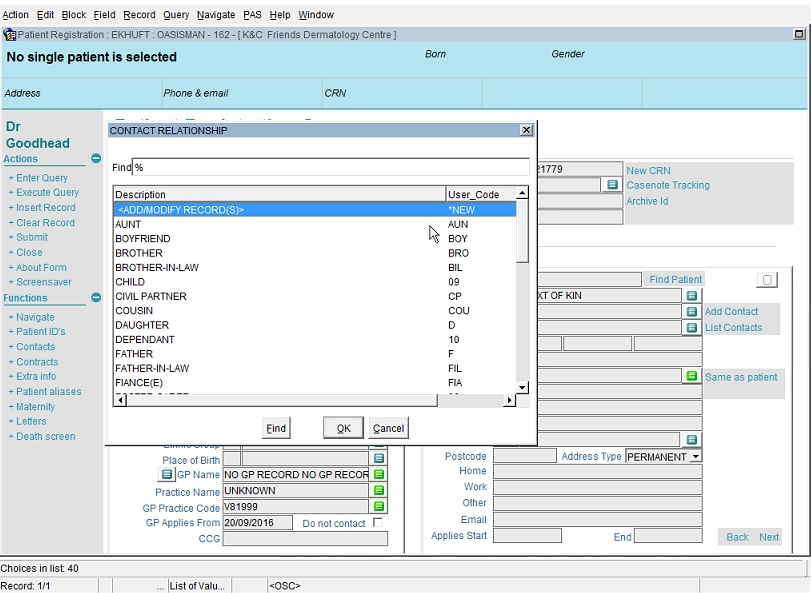 Action Edit Block Field Record Query Navigate PAS Help Window
Patient Registration : EKHUFT : OASISMAN - 162 - [ K&C Friends Dermatology Centre ]
No single patient is selected
Born
Gender
Address
Phone & email
CRN
Dr
Goodhead
Actions
+ Enter Query
+ Execute Query
+ Insert Record
+ Clear Record
+ Submit
+ Close
+ About Form
+ Screensaver
Functions
+ Navigate
+ Patient ID's
+ Contacts
+ Contracts
+ Extra info
+ Patient aliases
+ Maternity
+ Letters
+ Death screen
CONTACT RELATIONSHIP
Find %
Description User_Code
<ADD/MODIFY RECORD(S)> *NEW
AUNT AUN
BOYFRIEND BOY
BROTHER BRO
BROTHER-IN-LAW BIL
CHILD 09
CIVIL PARTNER CP
COUSIN COU
DAUGHTER D
DEPENDANT 10
FATHER F
FATHER-IN-LAW FIL
FIANCE(E) FIA
Find OK Cancel
21779 New CRN
Casenote Tracking
Archive Id
Find Patient
XT OF KIN
Add Contact
List Contacts
Same as patient
Place of Birth
GP Name NO GP RECORD NO GP RECOR
Practice Name UNKNOWN
GP Practice Code V81999
GP Applies From 20/09/2016 Do not contact
CCG
Postcode Address Type PERMANENT
Home
Work
Other
Email
Applies Start End
Back Next
Choices in list: 40
Record: 1/1 ... List of Valu... <OSC>